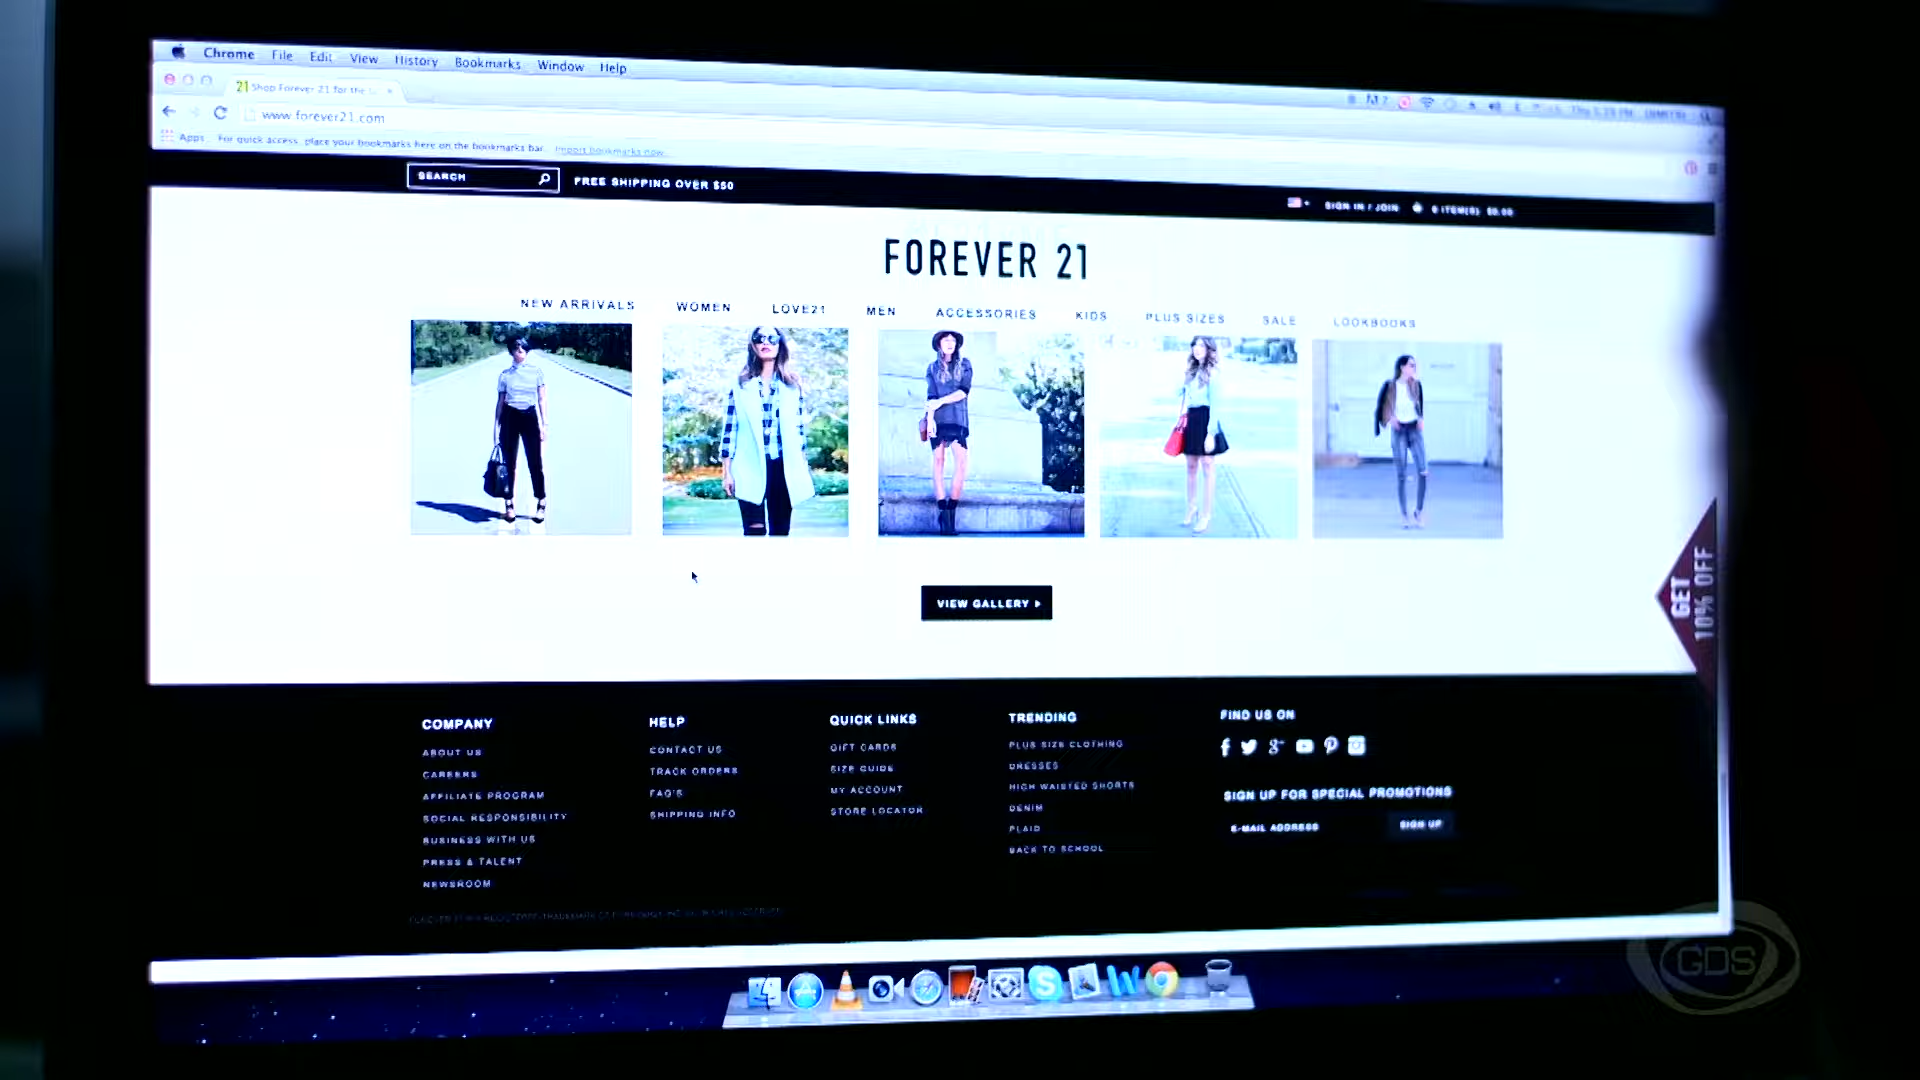 Chrome File Edit View History Bookmarks Window Help
21 Shop Forever 21 for the
www.forever21.com
Apps For quick access, place your bookmarks here on the bookmarks bar. Import bookmarks now...
SEARCH
FREE SHIPPING OVER $50
SIGN IN / JOIN
0 ITEM(S) $0.00
FOREVER 21
NEW ARRIVALS WOMEN LOVE21 MEN ACCESSORIES KIDS PLUS SIZES SALE LOOKBOOKS
VIEW GALLERY
GET
10% OFF
COMPANY
ABOUT US
CAREERS
AFFILIATE PROGRAM
SOCIAL RESPONSIBILITY
BUSINESS WITH US
PRESS & TALENT
NEWSROOM
HELP
CONTACT US
TRACK ORDERS
FAQ'S
SHIPPING INFO
QUICK LINKS
GIFT CARDS
SIZE GUIDE
MY ACCOUNT
STORE LOCATOR
TRENDING
PLUS SIZE CLOTHING
DRESSES
HIGH WAISTED SHORTS
DENIM
PLAID
BACK TO SCHOOL
FIND US ON
SIGN UP FOR SPECIAL PROMOTIONS
E-MAIL ADDRESS
SIGN UP
GDS